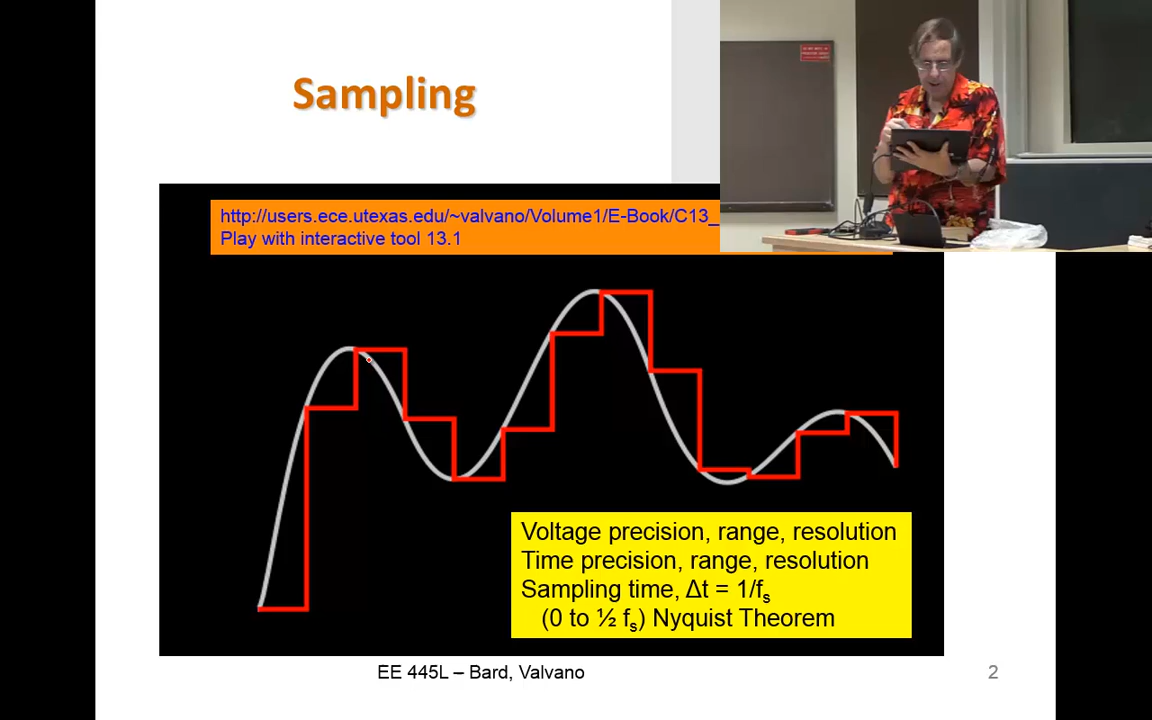 Sampling
http://users.ece.utexas.edu/~valvano/Volume1/E-Book/C13_
Play with interactive tool 13.1
Voltage precision, range, resolution
Time precision, range, resolution
Sampling time, Δt = 1/fs
(0 to ½ fs) Nyquist Theorem
EE 445L – Bard, Valvano
2